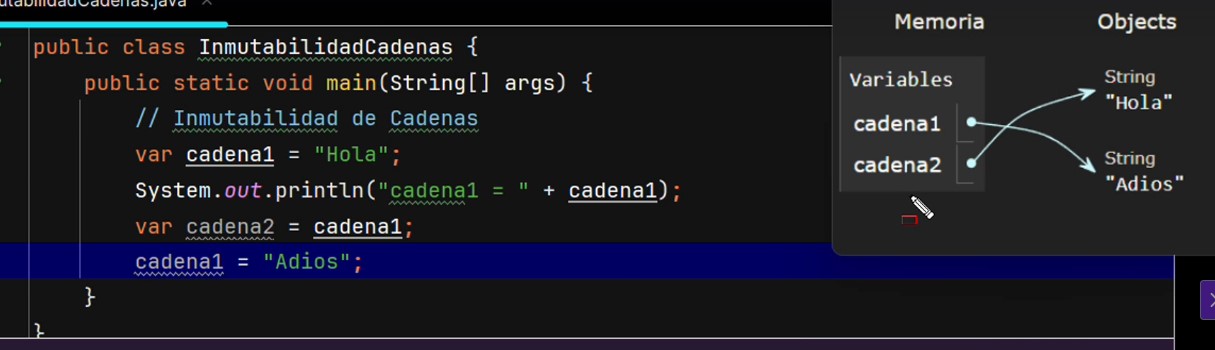 InmutabilidadCadenas.java
public class InmutabilidadCadenas {
public static void main(String[] args) {
// Inmutabilidad de Cadenas
var cadena1 = "Hola";
System.out.println("cadena1 = " + cadena1);
var cadena2 = cadena1;
cadena1 = "Adios";
}
}
Memoria
Objects
Variables
cadena1
cadena2
String
"Hola"
String
"Adios"